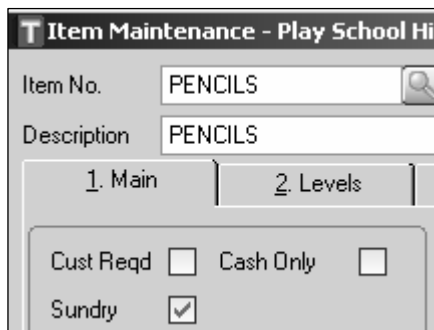 T Item Maintenance - Play School Hi
Item No. PENCILS
Description PENCILS
1. Main 2. Levels
Cust Reqd Cash Only
Sundry